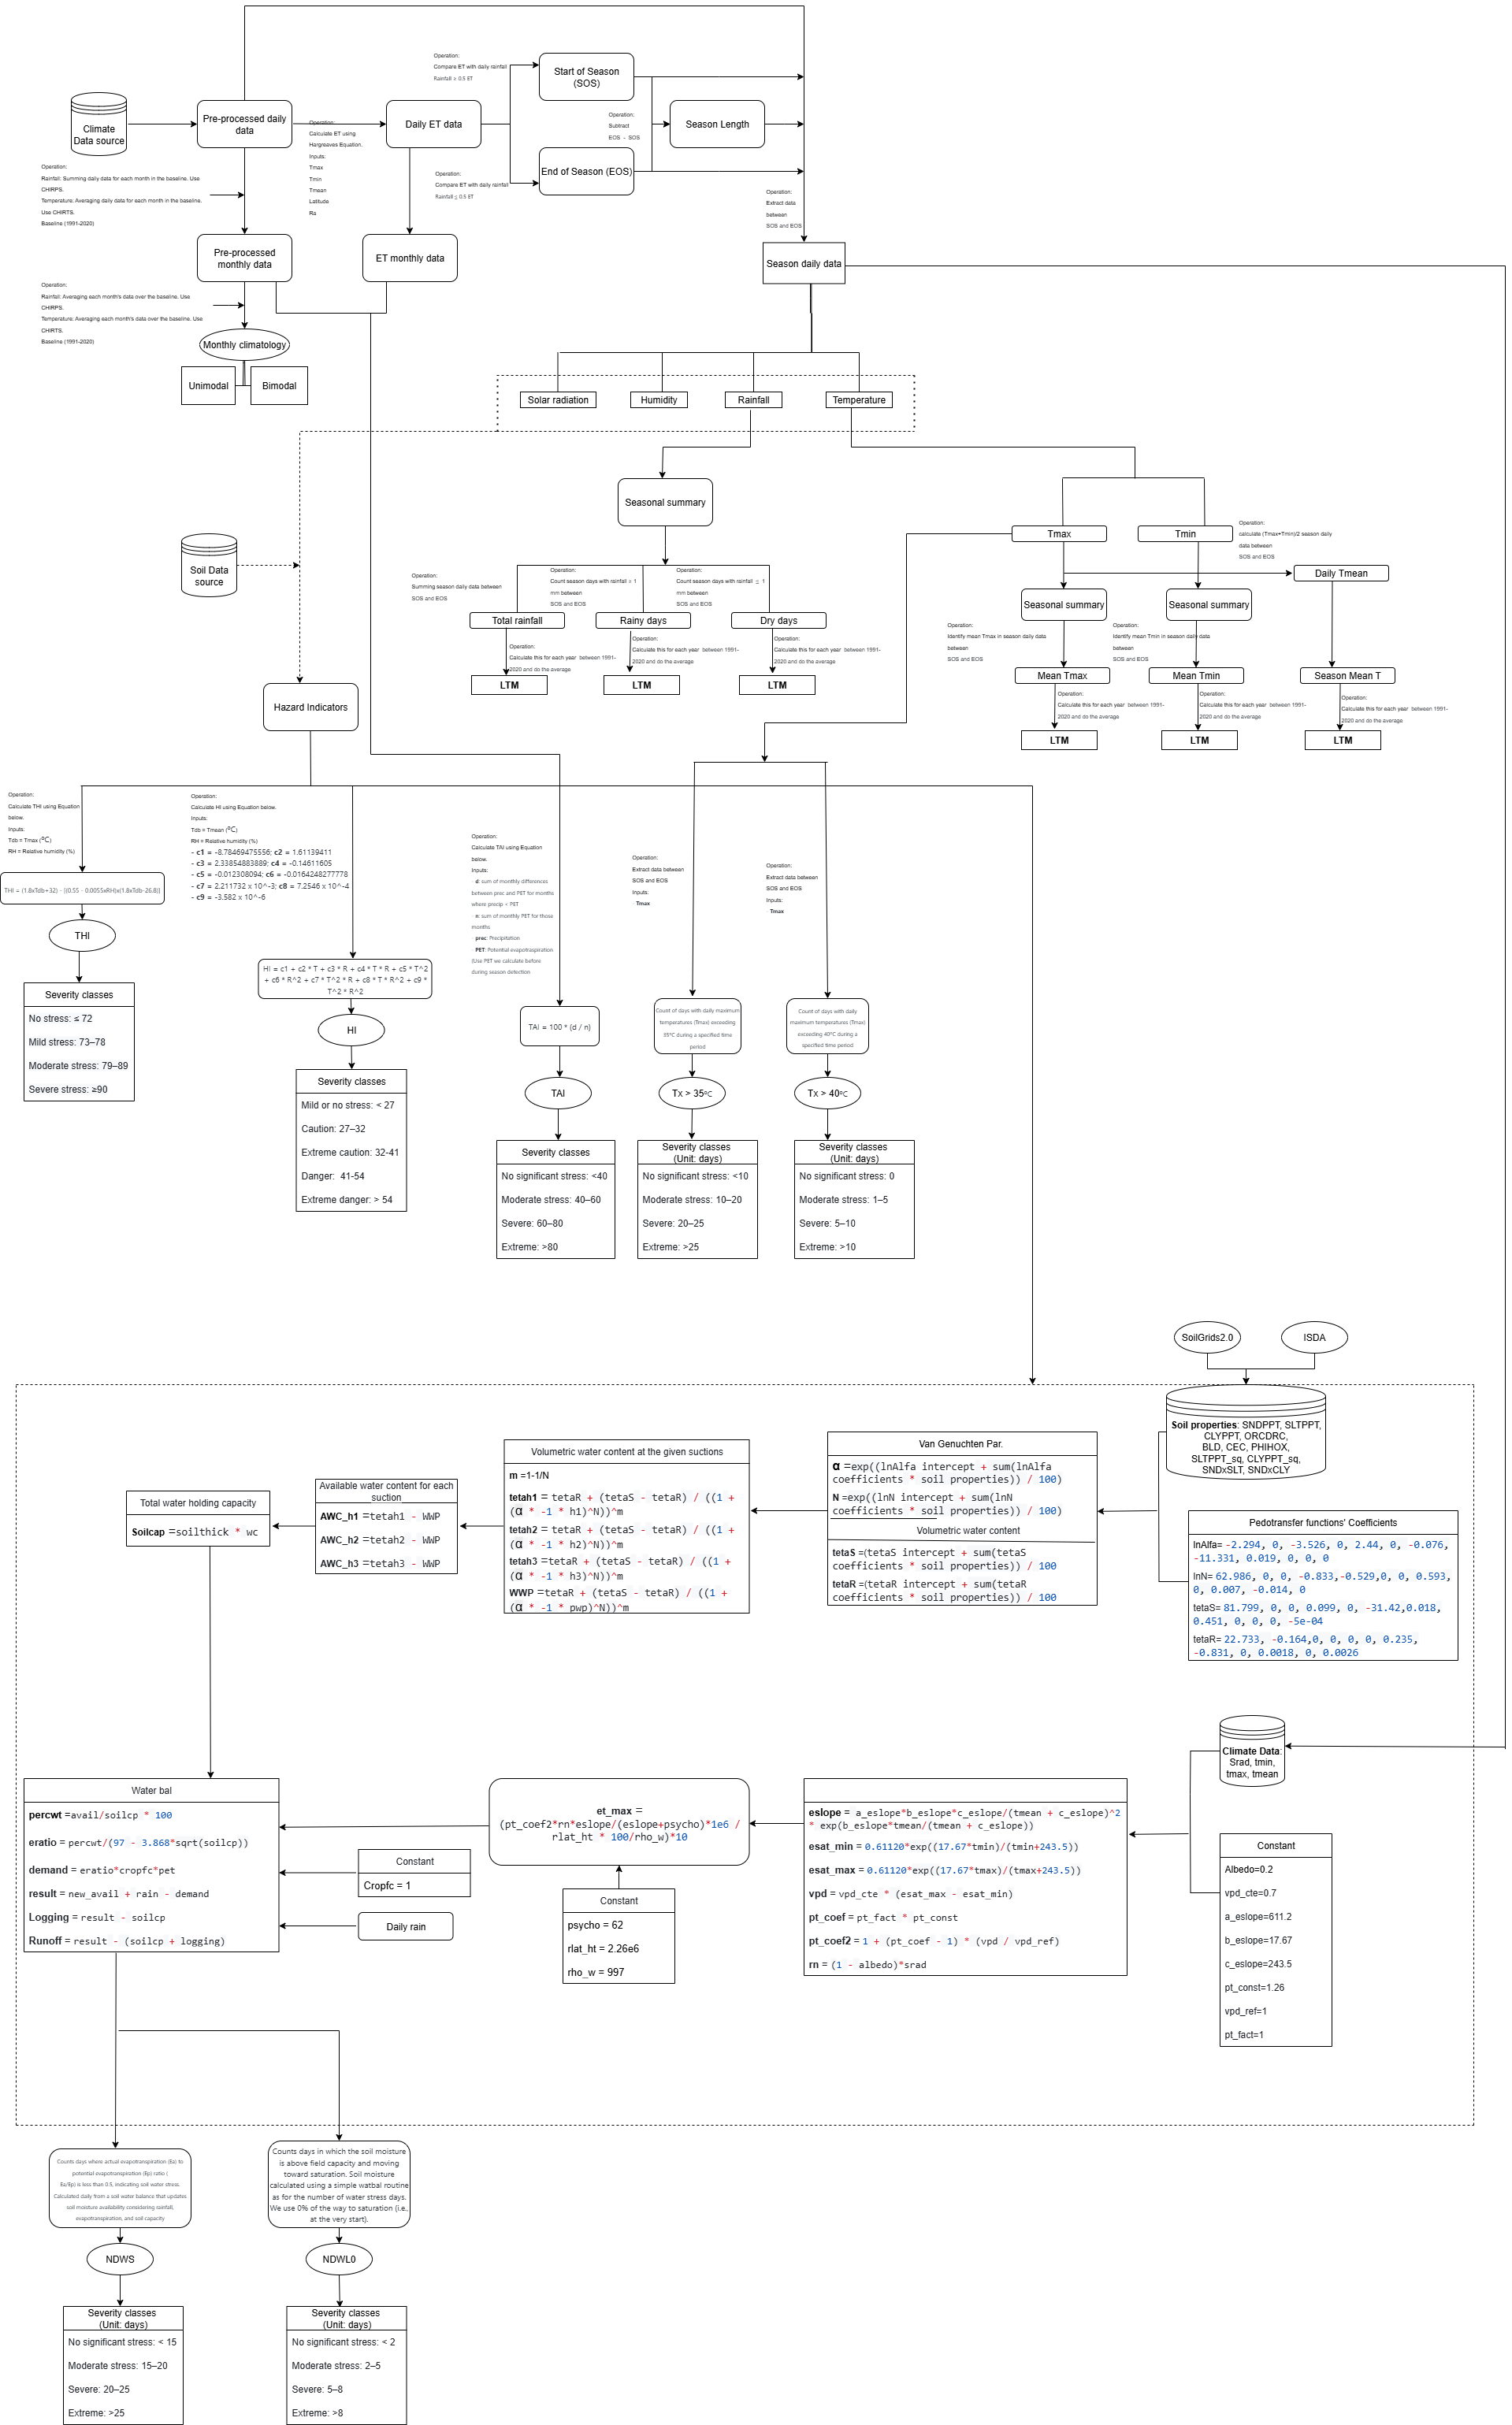 Operation:
Compare ET with daily rainfall
Rainfall ≥ 0.5 ET
Start of Season
(SOS)
Climate
Data source
Pre-processed daily
data
Daily ET data
Operation:
Subtract
EOS - SOS
Season Length
Operation:
Calculate ET using
Hargreaves Equation.
Inputs:
Tmax
Tmin
Tmean
Latitude
Ra
End of Season (EOS)
Operation:
Compare ET with daily rainfall
Rainfall ≤ 0.5 ET
Operation:
Rainfall: Summing daily data for each month in the baseline. Use
CHIRPS.
Temperature: Averaging daily data for each month in the baseline.
Use CHIRTS.
Baseline (1991-2020)
Operation:
Extract data
between
SOS and EOS
Pre-processed
monthly data
ET monthly data
Season daily data
Operation:
Rainfall: Averaging each month's data over the baseline. Use
CHIRPS.
Temperature: Averaging each month's data over the baseline. Use
CHIRTS.
Baseline (1991-2020)
Monthly climatology
Unimodal
Bimodal
Solar radiation
Humidity
Rainfall
Temperature
Seasonal summary
Soil Data
source
Tmax
Tmin
Operation:
calculate (Tmax+Tmin)/2 season daily
data between
SOS and EOS
Daily Tmean
Operation:
Summing season daily data between
SOS and EOS
Operation:
Count season days with rainfall ≥ 1
mm between
SOS and EOS
Operation:
Count season days with rainfall ≤ 1
mm between
SOS and EOS
Total rainfall
Rainy days
Dry days
Seasonal summary
Seasonal summary
Operation:
Identify mean Tmax in season daily data
between
SOS and EOS
Operation:
Identify mean Tmin in season daily data
between
SOS and EOS
Operation:
Calculate this for each year between 1991-
2020 and do the average
Operation:
Calculate this for each year between 1991-
2020 and do the average
Operation:
Calculate this for each year between 1991-
2020 and do the average
LTM
LTM
LTM
Mean Tmax
Mean Tmin
Season Mean T
Operation:
Calculate this for each year between 1991-
2020 and do the average
Operation:
Calculate this for each year between 1991-
2020 and do the average
Operation:
Calculate this for each year between 1991-
2020 and do the average
LTM
LTM
LTM
Hazard Indicators
Operation:
Calculate THI using Equation
below.
Inputs:
Tdb = Tmax (ºC)
RH = Relative humidity (%)
THI = (1.8xTdb+32) - [(0.55 - 0.0055xRH)x(1.8xTdb-26.8)]
THI
Severity classes
No stress: ≤ 72
Mild stress: 73–78
Moderate stress: 79–89
Severe stress: ≥90
Operation:
Calculate HI using Equation below.
Inputs:
Tdb = Tmean (ºC)
RH = Relative humidity (%)
- c1 = -8.78469475556; c2 = 1.61139411
- c3 = 2.33854883889; c4 = -0.14611605
- c5 = -0.012308094; c6 = -0.0164248277778
- c7 = 2.211732 x 10^-3; c8 = 7.2546 x 10^-4
- c9 = -3.582 x 10^-6
HI = c1 + c2 * T + c3 * R + c4 * T * R + c5 * T^2
+ c6 * R^2 + c7 * T^2 * R + c8 * T * R^2 + c9 *
T^2 * R^2
HI
Severity classes
Mild or no stress: < 27
Caution: 27–32
Extreme caution: 32-41
Danger: 41-54
Extreme danger: > 54
Operation:
Calculate TAI using Equation
below.
Inputs:
· d: sum of monthly differences
between prec and PET for months
where precip < PET
· n: sum of monthly PET for those
months
· prec: Precipitation
· PET: Potential evapotraspiration
(Use PET we calculate before
during season detection
TAI = 100 * (d / n)
TAI
Severity classes
No significant stress: <40
Moderate stress: 40–60
Severe: 60–80
Extreme: >80
Operation:
Extract data between
SOS and EOS
Inputs:
· Tmax
Count of days with daily maximum
temperatures (Tmax) exceeding
35°C during a specified time
period
Tx > 35ºC
Severity classes
(Unit: days)
No significant stress: <10
Moderate stress: 10–20
Severe: 20–25
Extreme: >25
Operation:
Extract data between
SOS and EOS
Inputs:
· Tmax
Count of days with daily
maximum temperatures (Tmax)
exceeding 40°C during a
specified time period
Tx > 40ºC
Severity classes
(Unit: days)
No significant stress: 0
Moderate stress: 1–5
Severe: 5–10
Extreme: >10
SoilGrids2.0
ISDA
Soil properties: SNDPPT, SLTPPT,
CLYPPT, ORCDRC,
BLD, CEC, PHIHOX,
SLTPPT_sq, CLYPPT_sq,
SNDxSLT, SNDxCLY
Pedotransfer functions' Coefficients
lnAlfa= -2.294, 0, -3.526, 0, 2.44, 0, -0.076,
-11.331, 0.019, 0, 0, 0
lnN= 62.986, 0, 0, -0.833,-0.529,0, 0, 0.593,
0, 0.007, -0.014, 0
tetaS= 81.799, 0, 0, 0.099, 0, -31.42,0.018,
0.451, 0, 0, 0, -5e-04
tetaR= 22.733, -0.164,0, 0, 0, 0, 0.235,
-0.831, 0, 0.0018, 0, 0.0026
Van Genuchten Par.
α =exp((lnAlfa intercept + sum(lnAlfa
coefficients * soil properties)) / 100)
N =exp((lnN intercept + sum(lnN
coefficients * soil properties)) / 100)
Volumetric water content
tetaS =(tetaS intercept + sum(tetaS
coefficients * soil properties)) / 100
tetaR =(tetaR intercept + sum(tetaR
coefficients * soil properties)) / 100
Volumetric water content at the given suctions
m =1-1/N
tetah1 = tetaR + (tetaS - tetaR) / ((1 +
(α * -1 * h1)^N))^m
tetah2 = tetaR + (tetaS - tetaR) / ((1 +
(α * -1 * h2)^N))^m
tetah3 =tetaR + (tetaS - tetaR) / ((1 +
(α * -1 * h3)^N))^m
WWP =tetaR + (tetaS - tetaR) / ((1 +
(α * -1 * pwp)^N))^m
Available water content for each
suction
AWC_h1 =tetah1 - WWP
AWC_h2 =tetah2 - WWP
AWC_h3 =tetah3 - WWP
Total water holding capacity
Soilcap =soilthick * wc
Climate Data:
Srad, tmin,
tmax, tmean
Constant
Albedo=0.2
vpd_cte=0.7
a_eslope=611.2
b_eslope=17.67
c_eslope=243.5
pt_const=1.26
vpd_ref=1
pt_fact=1
eslope = a_eslope*b_eslope*c_eslope/(tmean + c_eslope)^2
* exp(b_eslope*tmean/(tmean + c_eslope))
esat_min = 0.61120*exp((17.67*tmin)/(tmin+243.5))
esat_max = 0.61120*exp((17.67*tmax)/(tmax+243.5))
vpd = vpd_cte * (esat_max - esat_min)
pt_coef = pt_fact * pt_const
pt_coef2 = 1 + (pt_coef - 1) * (vpd / vpd_ref)
rn = (1 - albedo)*srad
et_max =
(pt_coef2*rn*eslope/(eslope+psycho)*1e6 /
rlat_ht * 100/rho_w)*10
Constant
psycho = 62
rlat_ht = 2.26e6
rho_w = 997
Water bal
percwt =avail/soilcp * 100
eratio = percwt/(97 - 3.868*sqrt(soilcp))
demand = eratio*cropfc*pet
result = new_avail + rain - demand
Logging = result - soilcp
Runoff = result - (soilcp + logging)
Constant
Cropfc = 1
Daily rain
Counts days where actual evapotranspiration (Ea) to
potential evapotranspiration (Ep) ratio (
Ea/Ep) is less than 0.5, indicating soil water stress.
Calculated daily from a soil water balance that updates
soil moisture availability considering rainfall,
evapotranspiration, and soil capacity
NDWS
Severity classes
(Unit: days)
No significant stress: < 15
Moderate stress: 15–20
Severe: 20–25
Extreme: >25
Counts days in which the soil moisture
is above field capacity and moving
toward saturation. Soil moisture
calculated using a simple watbal routine
as for the number of water stress days.
We use 0% of the way to saturation (i.e.,
at the very start).
NDWL0
Severity classes
(Unit: days)
No significant stress: < 2
Moderate stress: 2–5
Severe: 5–8
Extreme: >8